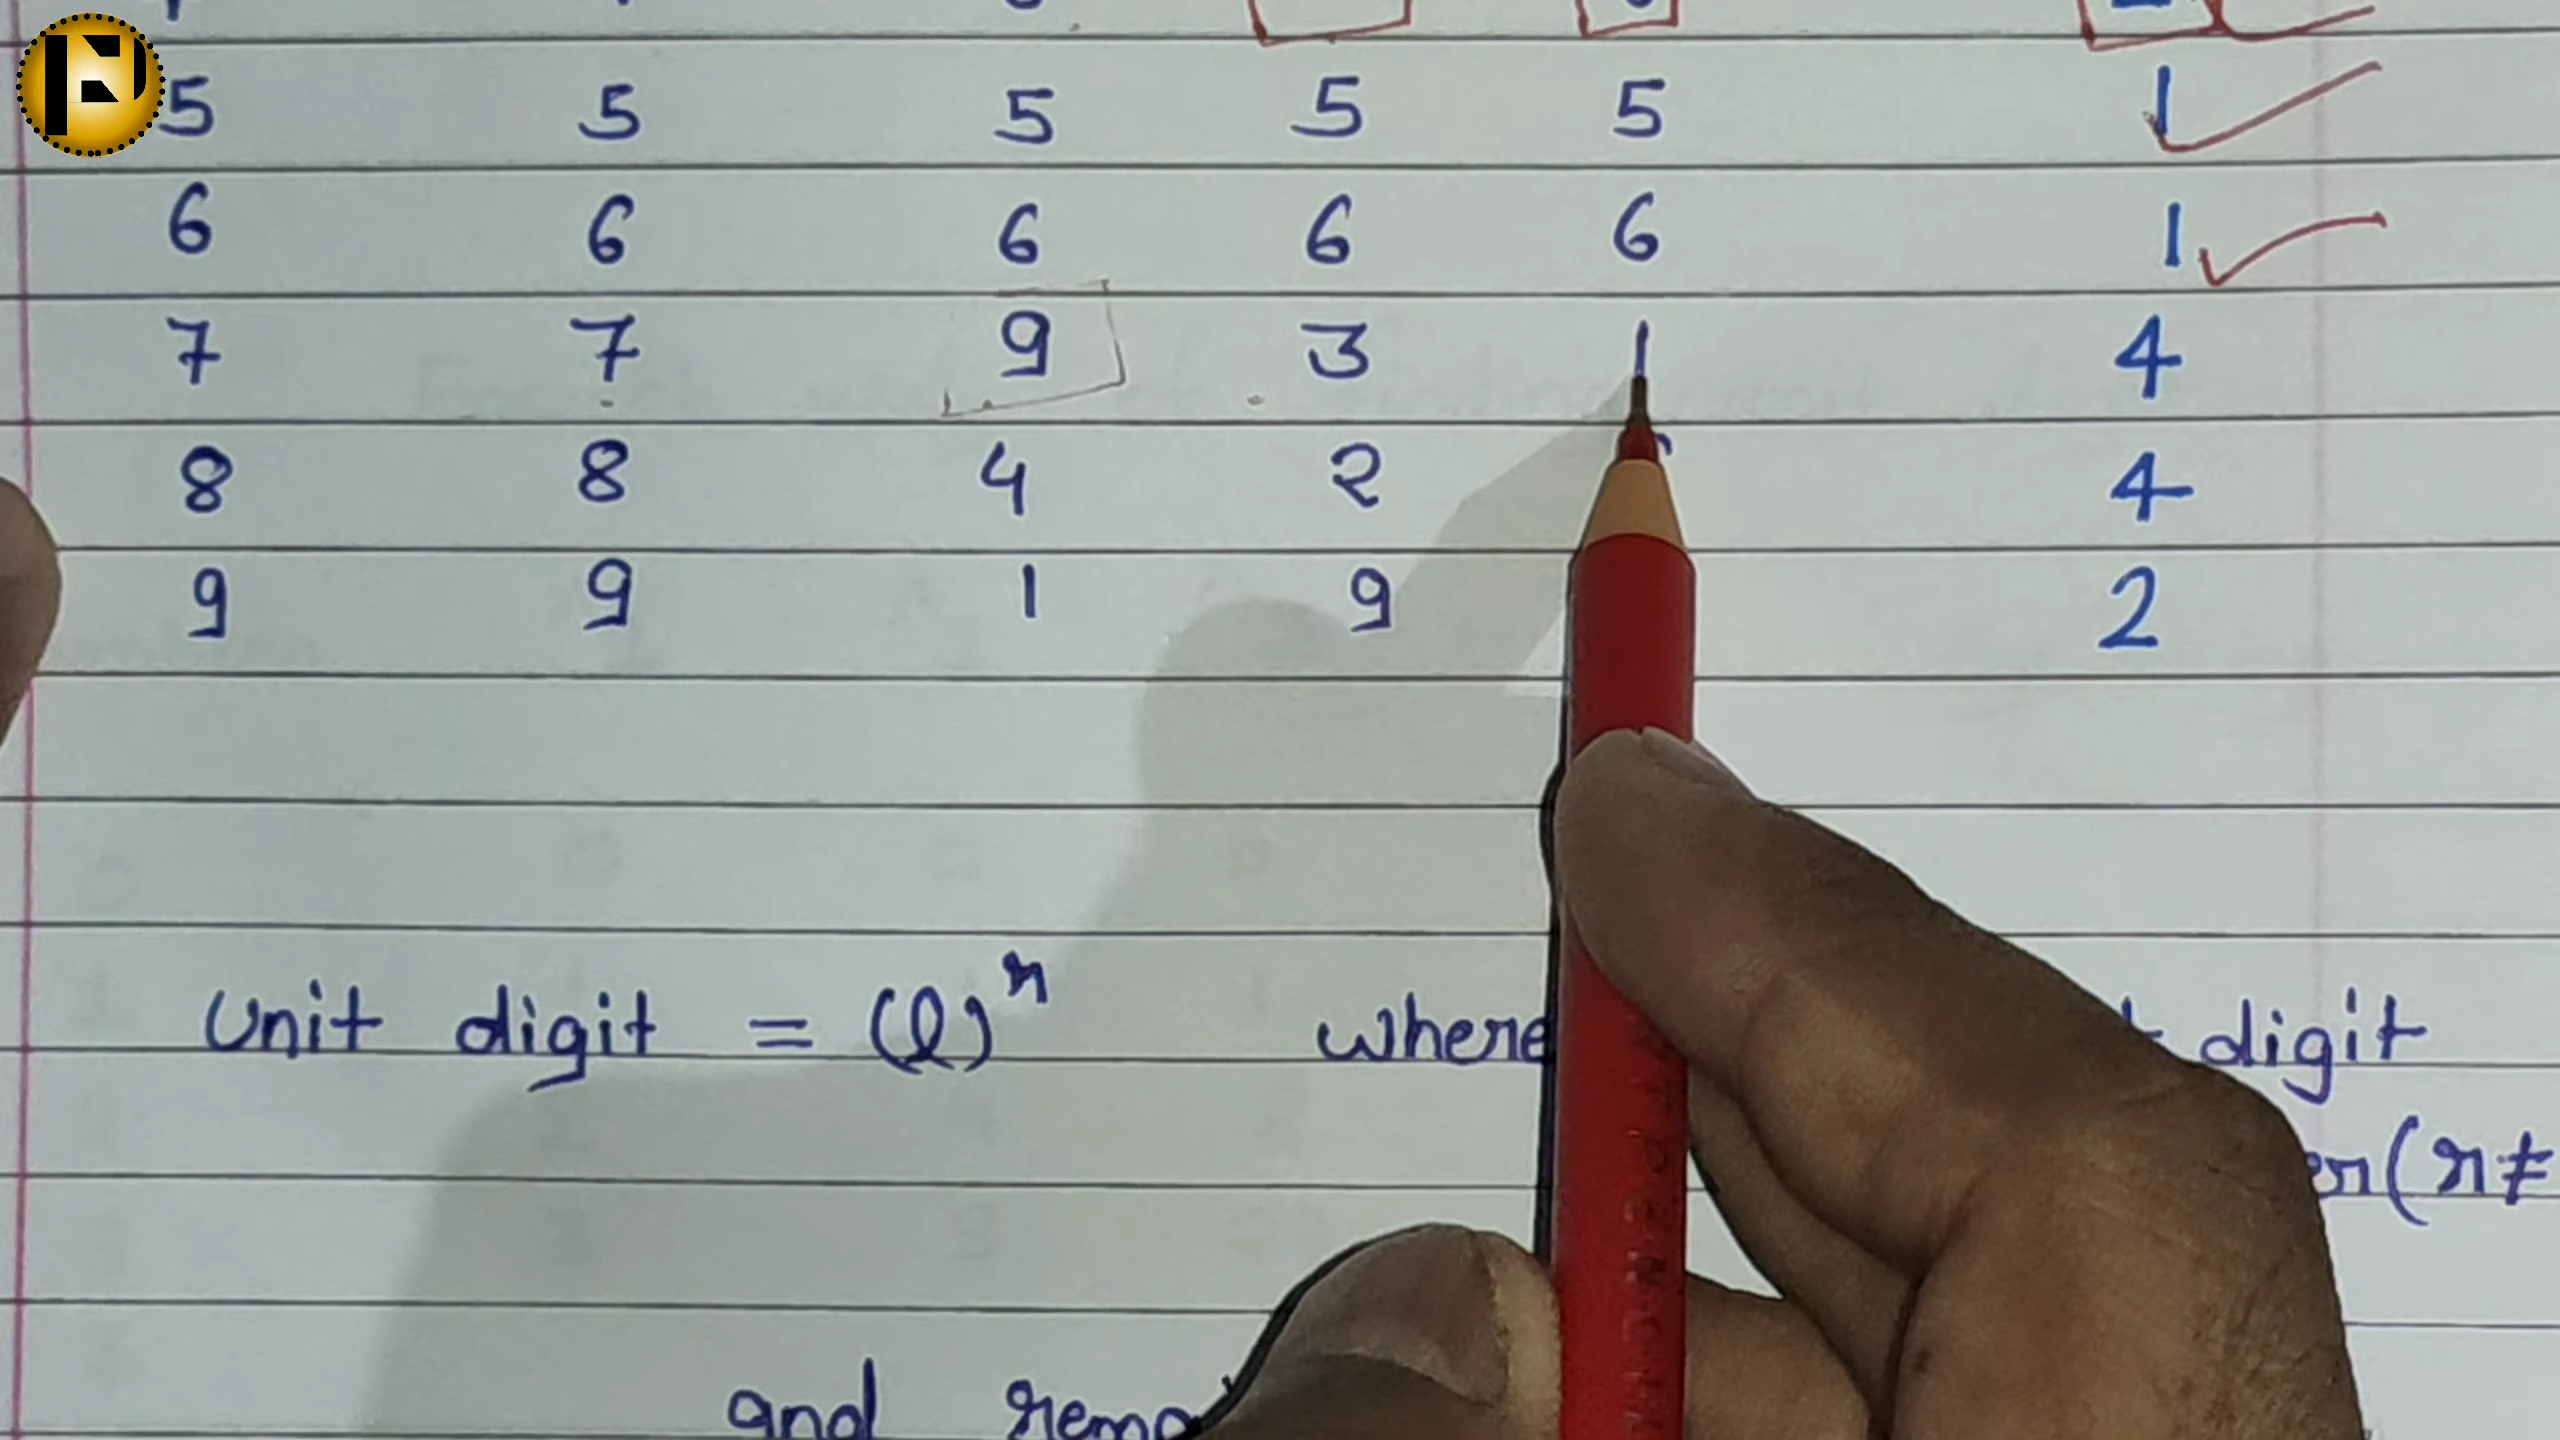 5 5 5 5 5 1
6 6 6 6 6 1
7 7 9 3 1 4
8 8 4 2 4
9 9 1 9 2
Unit digit = (l)^r where digit
(r≠
and